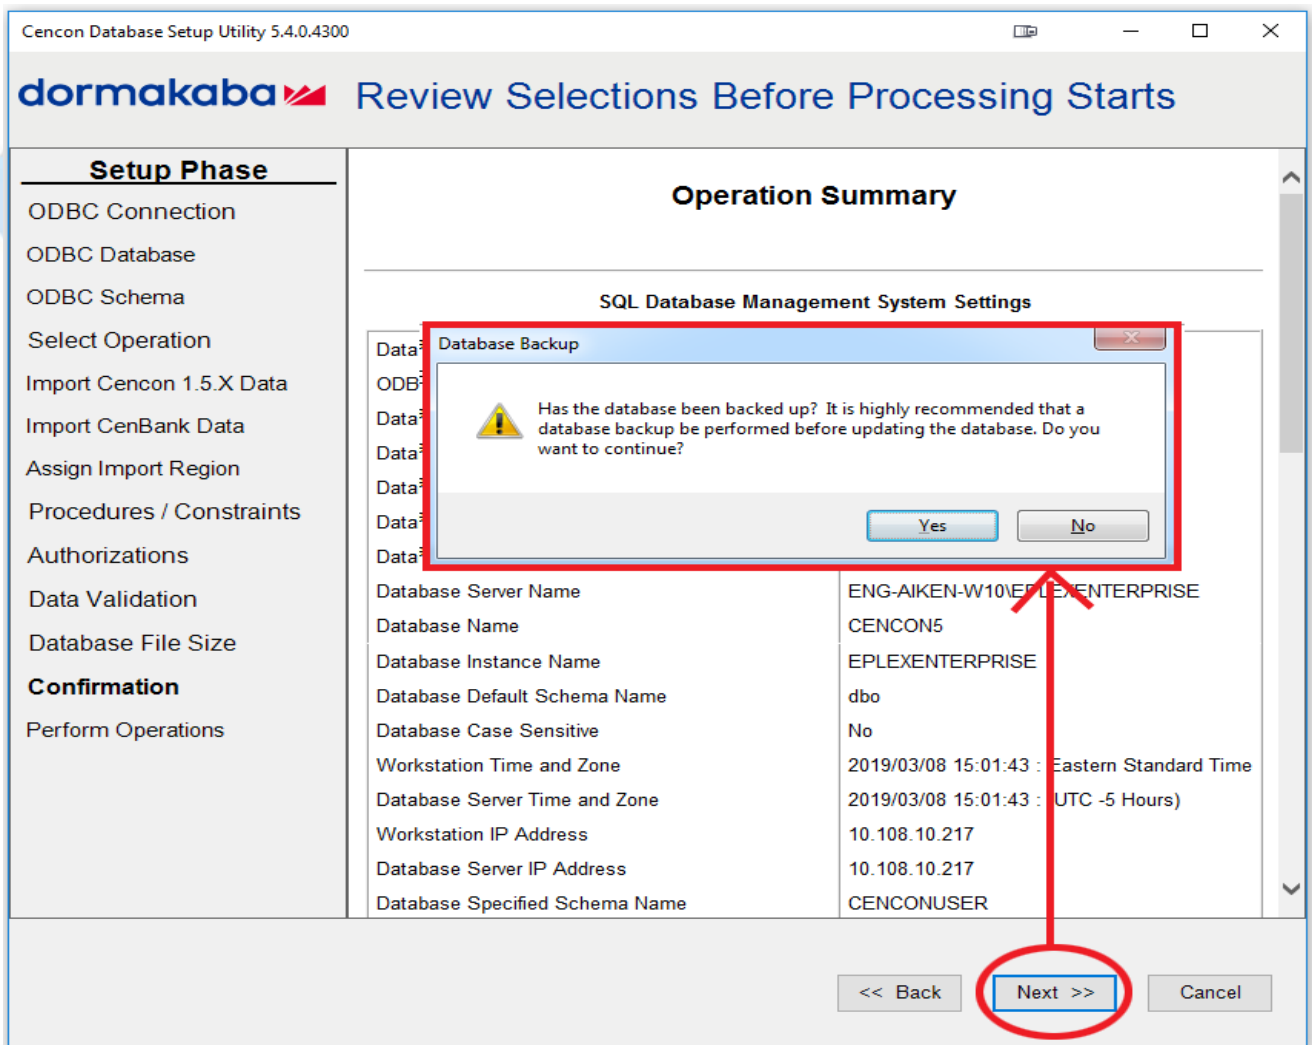 Cencon Database Setup Utility 5.4.0.4300
dormakaba Review Selections Before Processing Starts
Setup Phase
ODBC Connection
ODBC Database
ODBC Schema
Select Operation
Import Cencon 1.5.X Data
Import CenBank Data
Assign Import Region
Procedures / Constraints
Authorizations
Data Validation
Database File Size
Confirmation
Perform Operations
Operation Summary
SQL Database Management System Settings
Data
ODB
Data
Data
Data
Data
Data
Database Backup
Has the database been backed up? It is highly recommended that a
database backup be performed before updating the database. Do you
want to continue?
Yes No
Database Server Name ENG-AIKEN-W10\EPLEXENTERPRISE
Database Name CENCON5
Database Instance Name EPLEXENTERPRISE
Database Default Schema Name dbo
Database Case Sensitive No
Workstation Time and Zone 2019/03/08 15:01:43 : Eastern Standard Time
Database Server Time and Zone 2019/03/08 15:01:43 : UTC -5 Hours)
Workstation IP Address 10.108.10.217
Database Server IP Address 10.108.10.217
Database Specified Schema Name CENCONUSER
<< Back Next >> Cancel